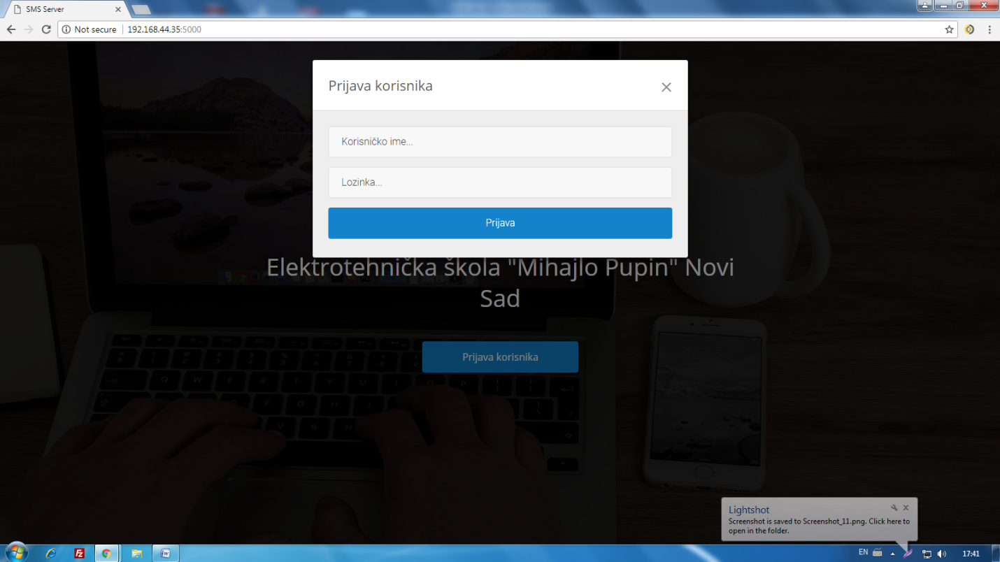 SMS Server
Not secure
192.168.44.35:5000
Prijava korisnika
Korisničko ime...
Lozinka...
Prijava
Elektrotehnička škola "Mihajlo Pupin" Novi
Sad
Prijava korisnika
Lightshot
Screenshot is saved to Screenshot_11.png. Click here to
open in the folder.
EN
17:41